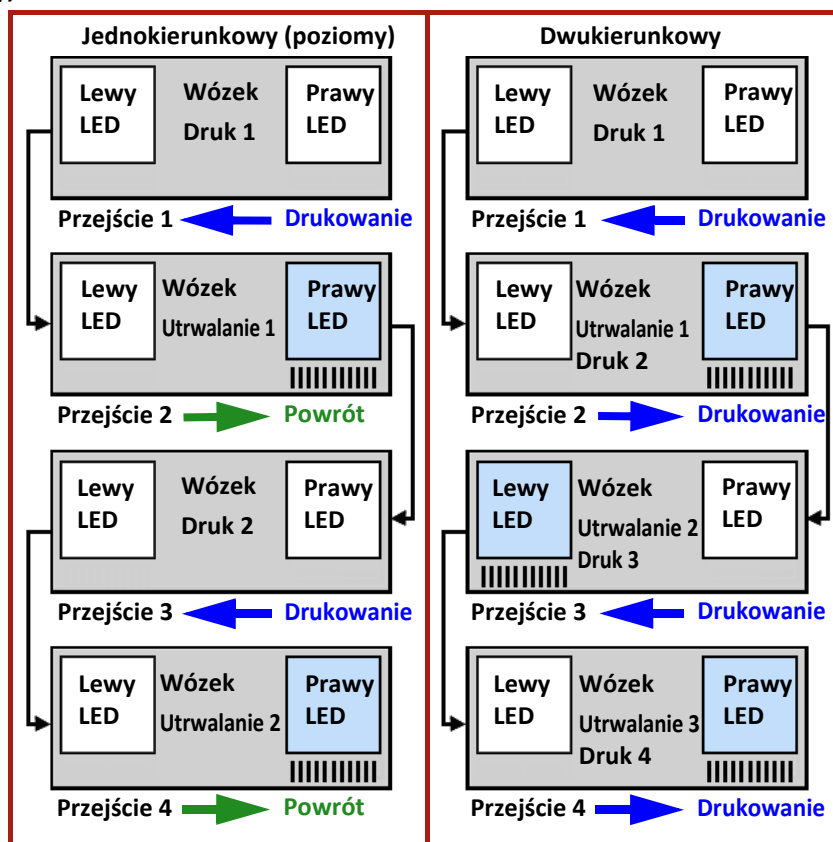 Jednokierunkowy (poziomy)
Lewy
LED
Wózek
Druk 1
Prawy
LED
Przejście 1
Drukowanie
Lewy
LED
Wózek
Utrwalanie 1
Prawy
LED
Przejście 2
Powrót
Lewy
LED
Wózek
Druk 2
Prawy
LED
Przejście 3
Drukowanie
Lewy
LED
Wózek
Utrwalanie 2
Prawy
LED
Przejście 4
Powrót
Dwukierunkowy
Lewy
LED
Wózek
Druk 1
Prawy
LED
Przejście 1
Drukowanie
Lewy
LED
Wózek
Utrwalanie 1
Druk 2
Prawy
LED
Przejście 2
Drukowanie
Lewy
LED
Wózek
Utrwalanie 2
Druk 3
Prawy
LED
Przejście 3
Drukowanie
Lewy
LED
Wózek
Utrwalanie 3
Druk 4
Prawy
LED
Przejście 4
Drukowanie